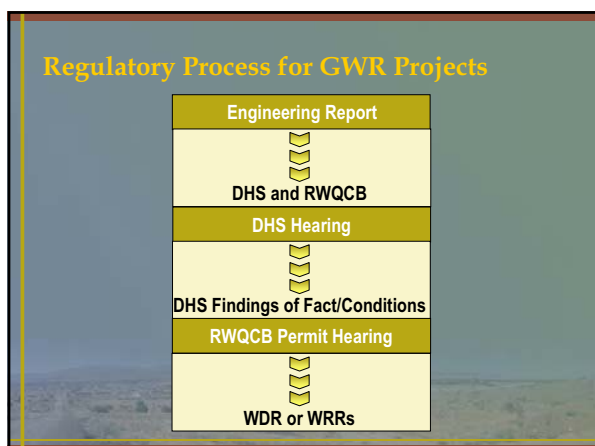 Regulatory Process for GWR Projects
Engineering Report
DHS and RWQCB
DHS Hearing
DHS Findings of Fact/Conditions
RWQCB Permit Hearing
WDR or WRRs